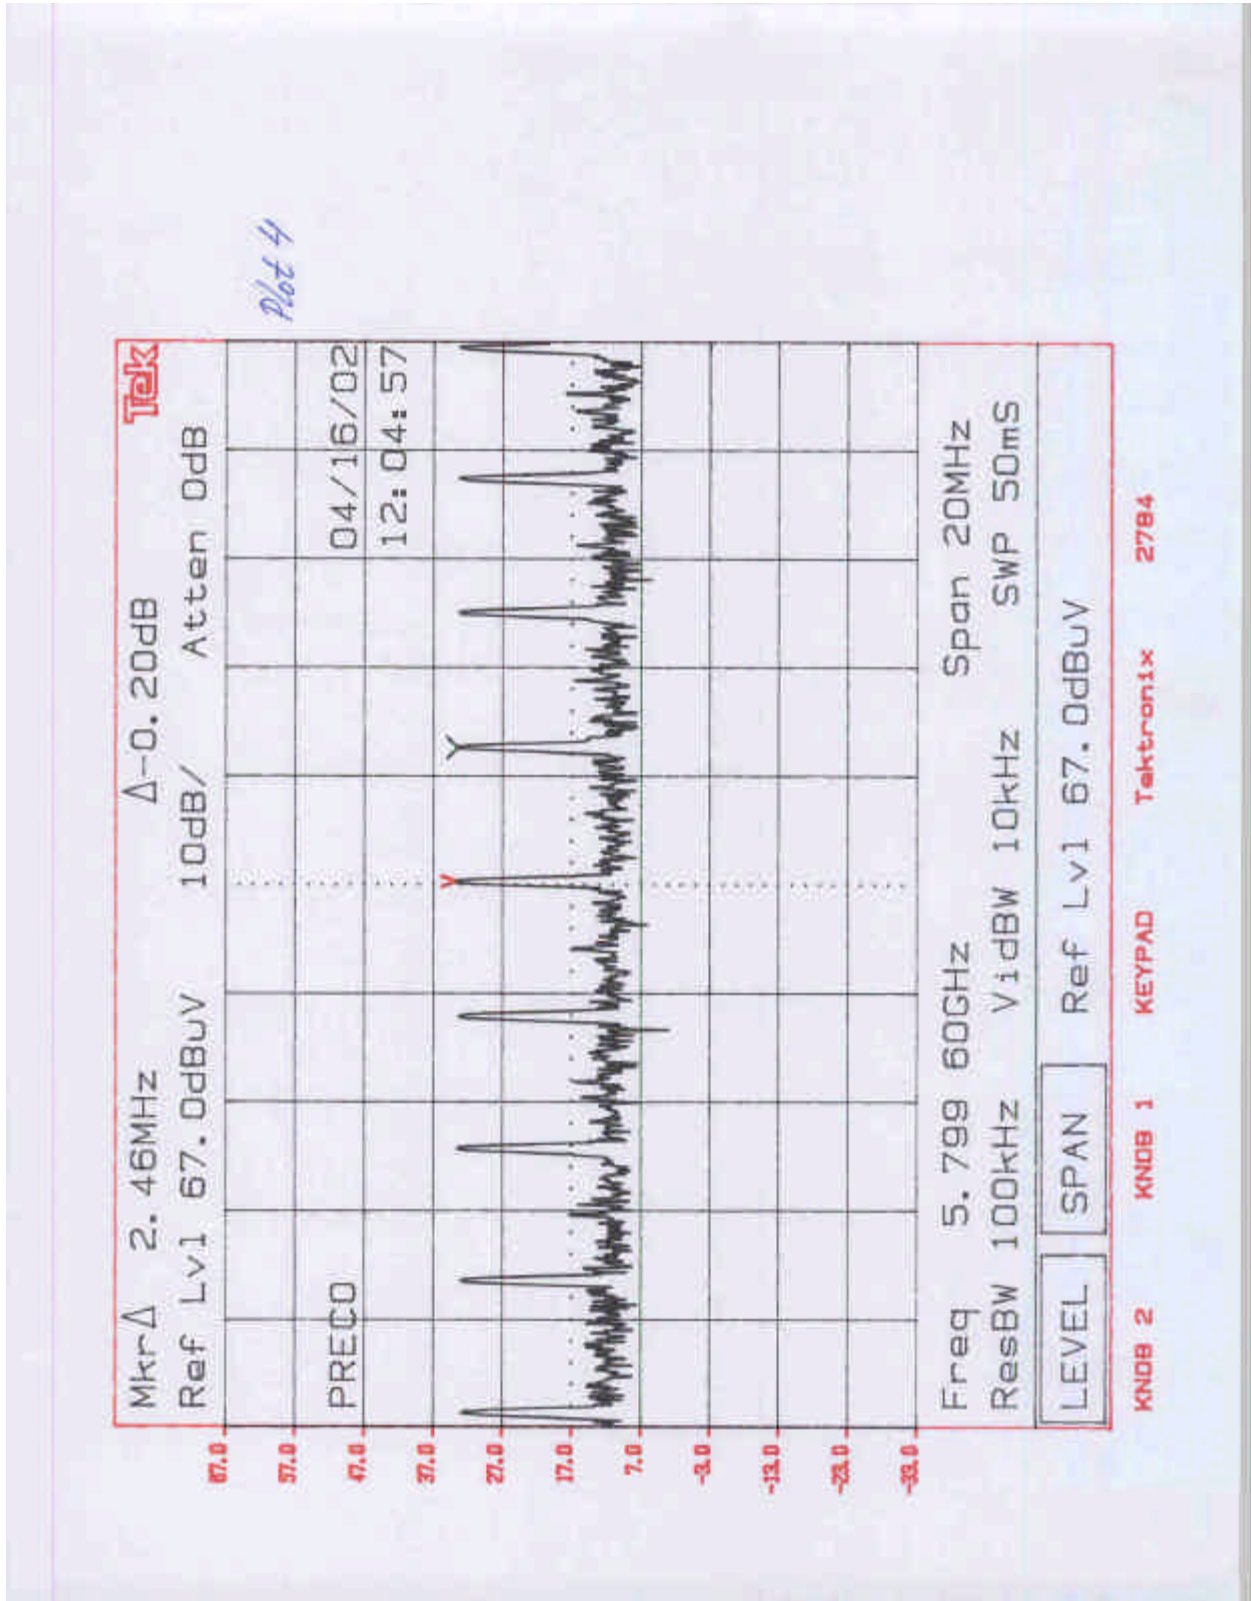 Plot 4
Tek
Mkr Δ 2.46MHz Δ-0.20dB
Ref Lvl 67.0dBuV 10dB/ Atten 0dB
67.0
57.0
PRECO 04/16/02
47.0
12:04:57
37.0
27.0
17.0
7.0
-3.0
-13.0
-23.0
-33.0
Freq 5.799 60GHz Span 20MHz
ResBW 100kHz VidBW 10kHz SWP 50mS
LEVEL SPAN Ref Lvl 67.0dBuV
KNOB 2 KNOB 1 KEYPAD Tektronix 2784